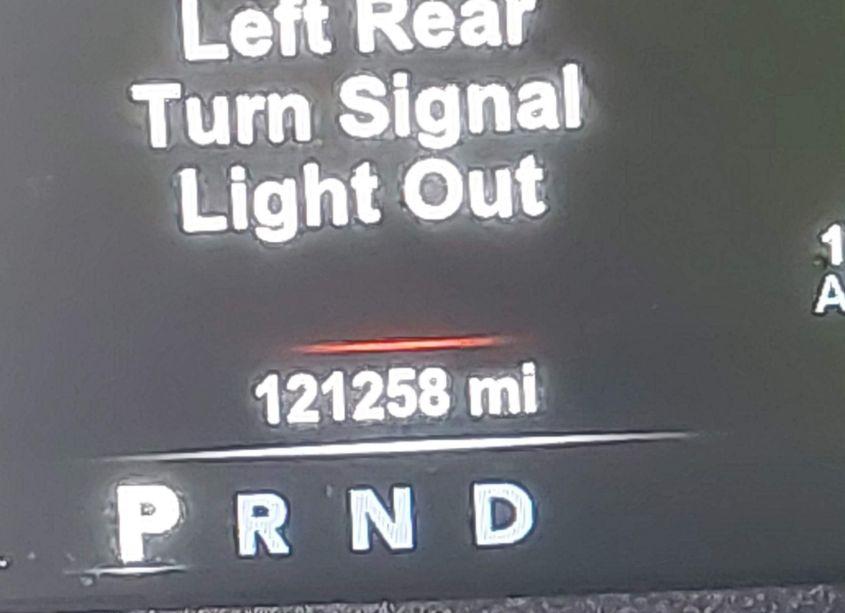 Left Rear
Turn Signal
Light Out
121258 mi
P R N D